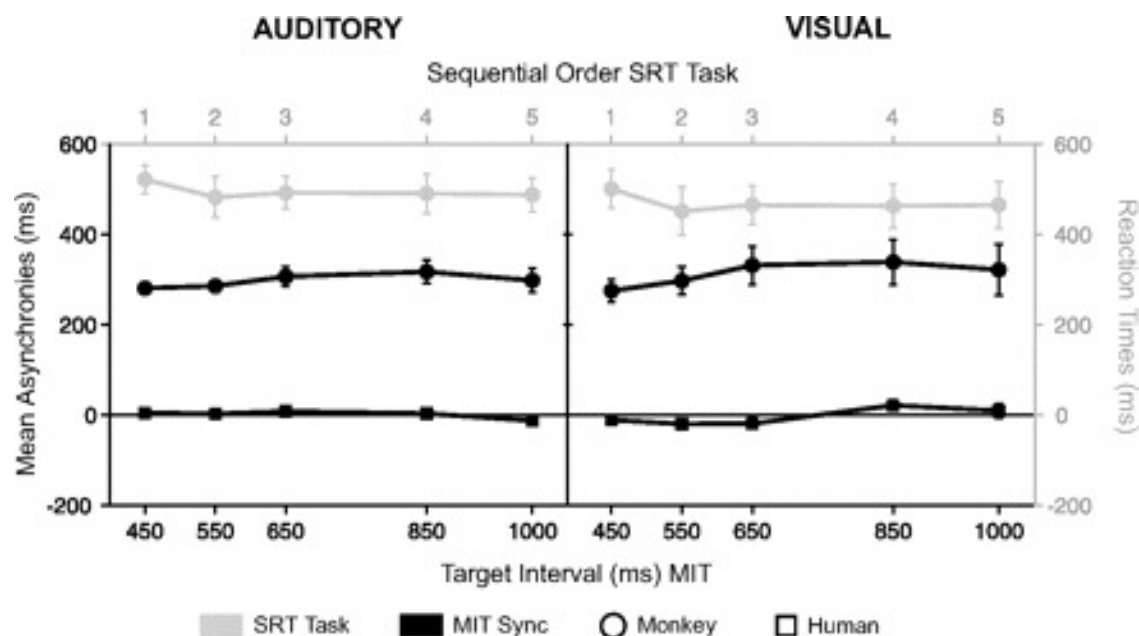 AUDITORY VISUAL
Sequential Order SRT Task
1 2 3 4 5 1 2 3 4 5
600 600
400 400
200 200
0 0
-200 -200
Mean Asynchronies (ms)
Reaction Times (ms)
450 550 650 850 1000 450 550 650 850 1000
Target Interval (ms) MIT
SRT Task MIT Sync Monkey Human